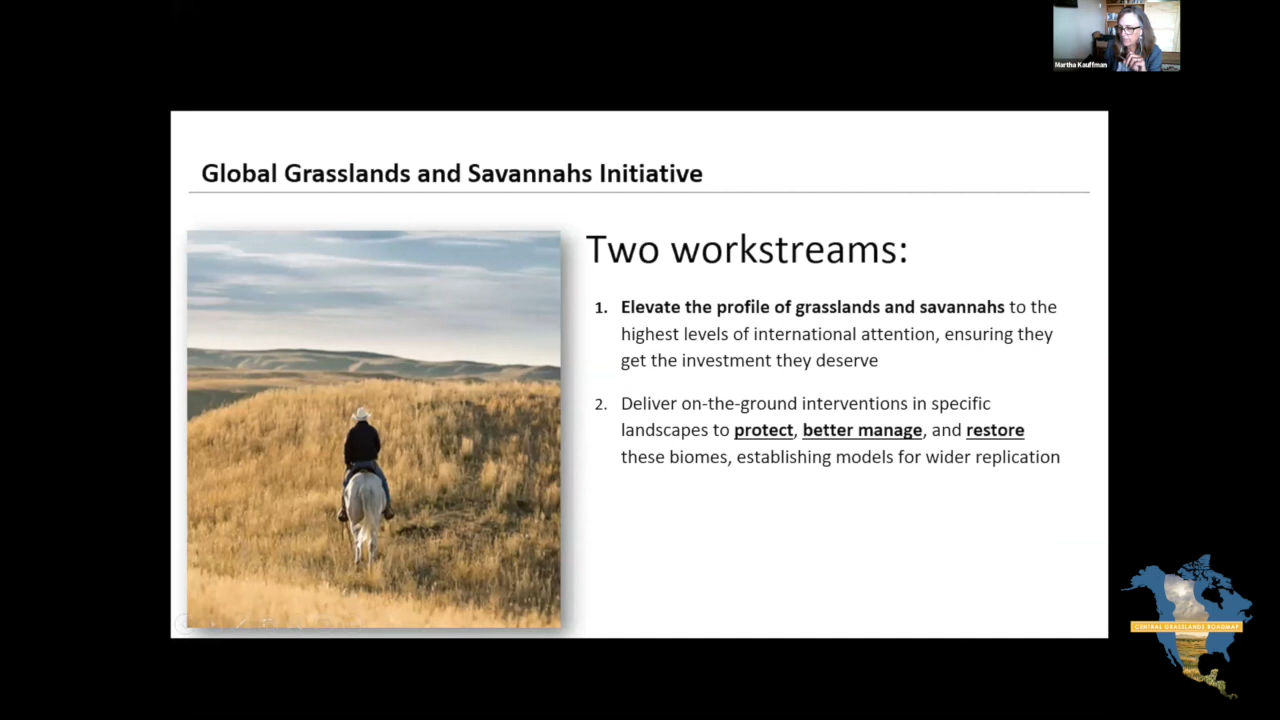 Martha Kauffman
Global Grasslands and Savannahs Initiative
Two workstreams:
1. Elevate the profile of grasslands and savannahs to the
highest levels of international attention, ensuring they
get the investment they deserve
2. Deliver on-the-ground interventions in specific
landscapes to protect, better manage, and restore
these biomes, establishing models for wider replication
CENTRAL GRASSLANDS ROADMAP